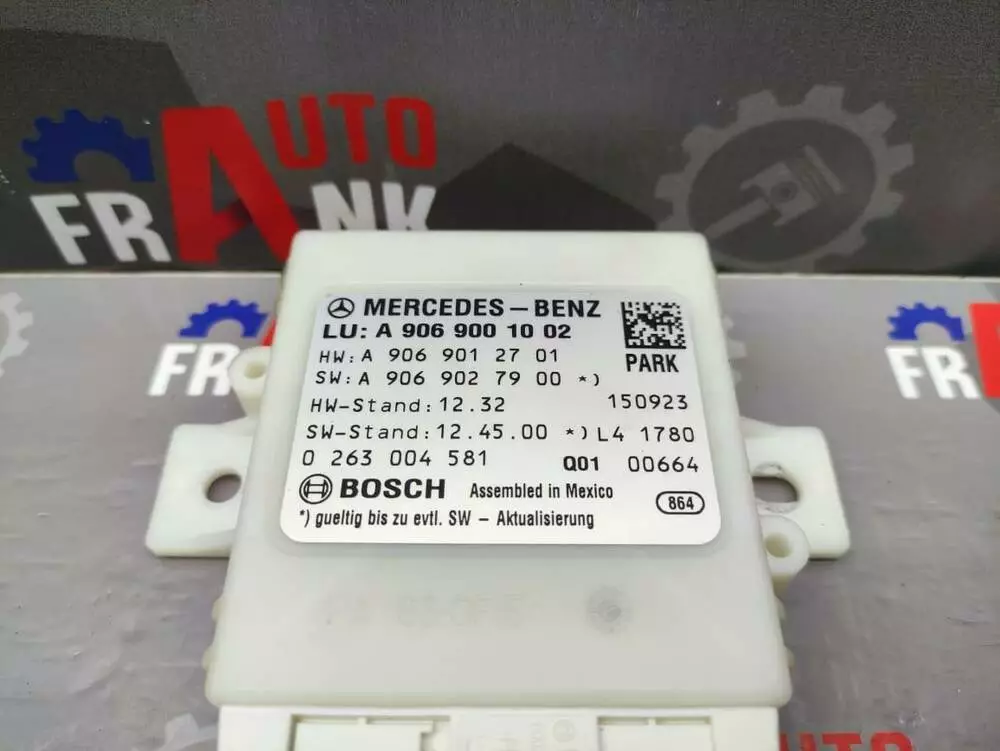 AUTO
FRANK
MERCEDES-BENZ
LU: A 906 900 10 02
PARK
HW: A 906 901 27 01
SW: A 906 902 79 00 *)
HW-Stand: 12.32 150923
SW-Stand: 12.45.00 *) L4 1780
0 263 004 581 Q01 00664
BOSCH Assembled in Mexico 864
*) gueltig bis zu evtl. SW - Aktualisierung
FR
FR